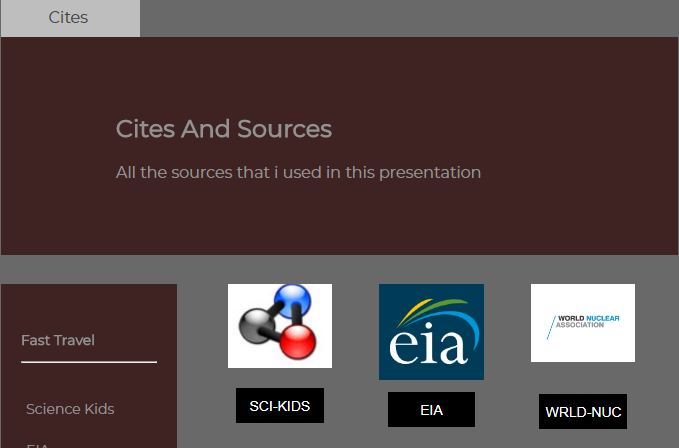 Cites
Cites And Sources
All the sources that i used in this presentation
Fast Travel
Science Kids
EIA
eia
WORLD NUCLEAR
ASSOCIATION
SCI-KIDS
EIA
WRLD-NUC